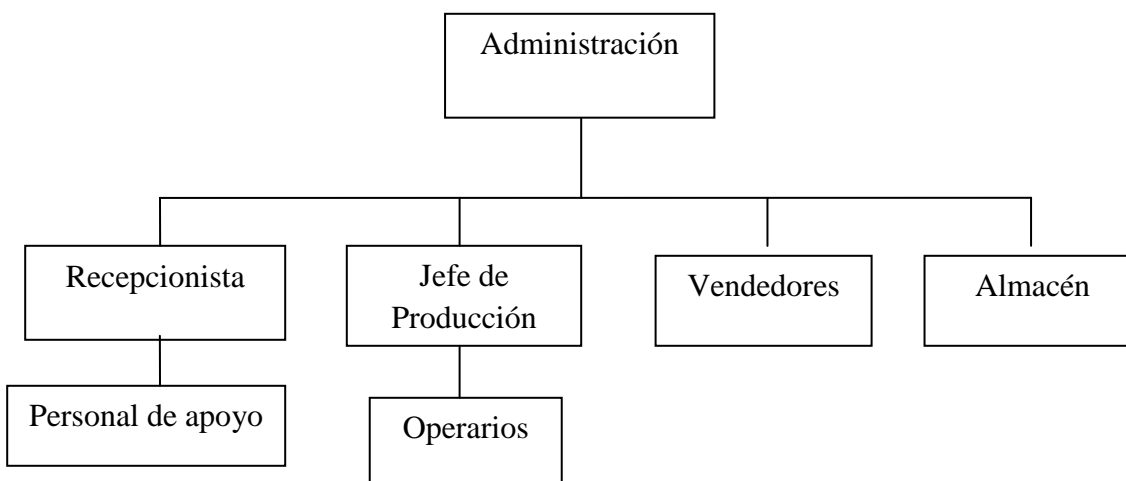 Administración
Recepcionista
Jefe de
Producción
Vendedores
Almacén
Personal de apoyo
Operarios